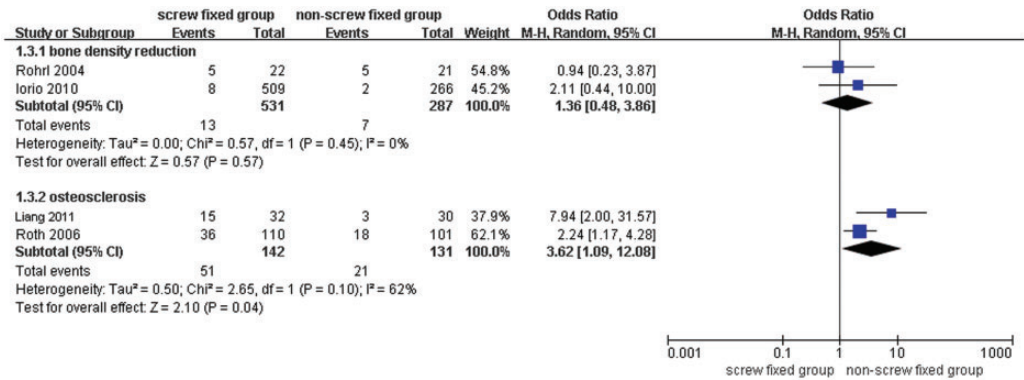 screw fixed group non-screw fixed group Odds Ratio Odds Ratio
Study or Subgroup Events Total Events Total Weight M-H, Random, 95% CI M-H, Random, 95% CI
1.3.1 bone density reduction
Rohrl 2004 5 22 5 21 54.8% 0.94 [0.23, 3.87]
Iorio 2010 8 509 2 266 45.2% 2.11 [0.44, 10.00]
Subtotal (95% CI) 531 287 100.0% 1.36 [0.48, 3.86]
Total events 13 7
Heterogeneity: Tau² = 0.00; Chi² = 0.57, df = 1 (P = 0.45); I² = 0%
Test for overall effect: Z = 0.57 (P = 0.57)
1.3.2 osteosclerosis
Liang 2011 15 32 3 30 37.9% 7.94 [2.00, 31.57]
Roth 2006 36 110 18 101 62.1% 2.24 [1.17, 4.28]
Subtotal (95% CI) 142 131 100.0% 3.62 [1.09, 12.08]
Total events 51 21
Heterogeneity: Tau² = 0.50; Chi² = 2.65, df = 1 (P = 0.10); I² = 62%
Test for overall effect: Z = 2.10 (P = 0.04)
0.001 0.1 1 10 1000
screw fixed group non-screw fixed group